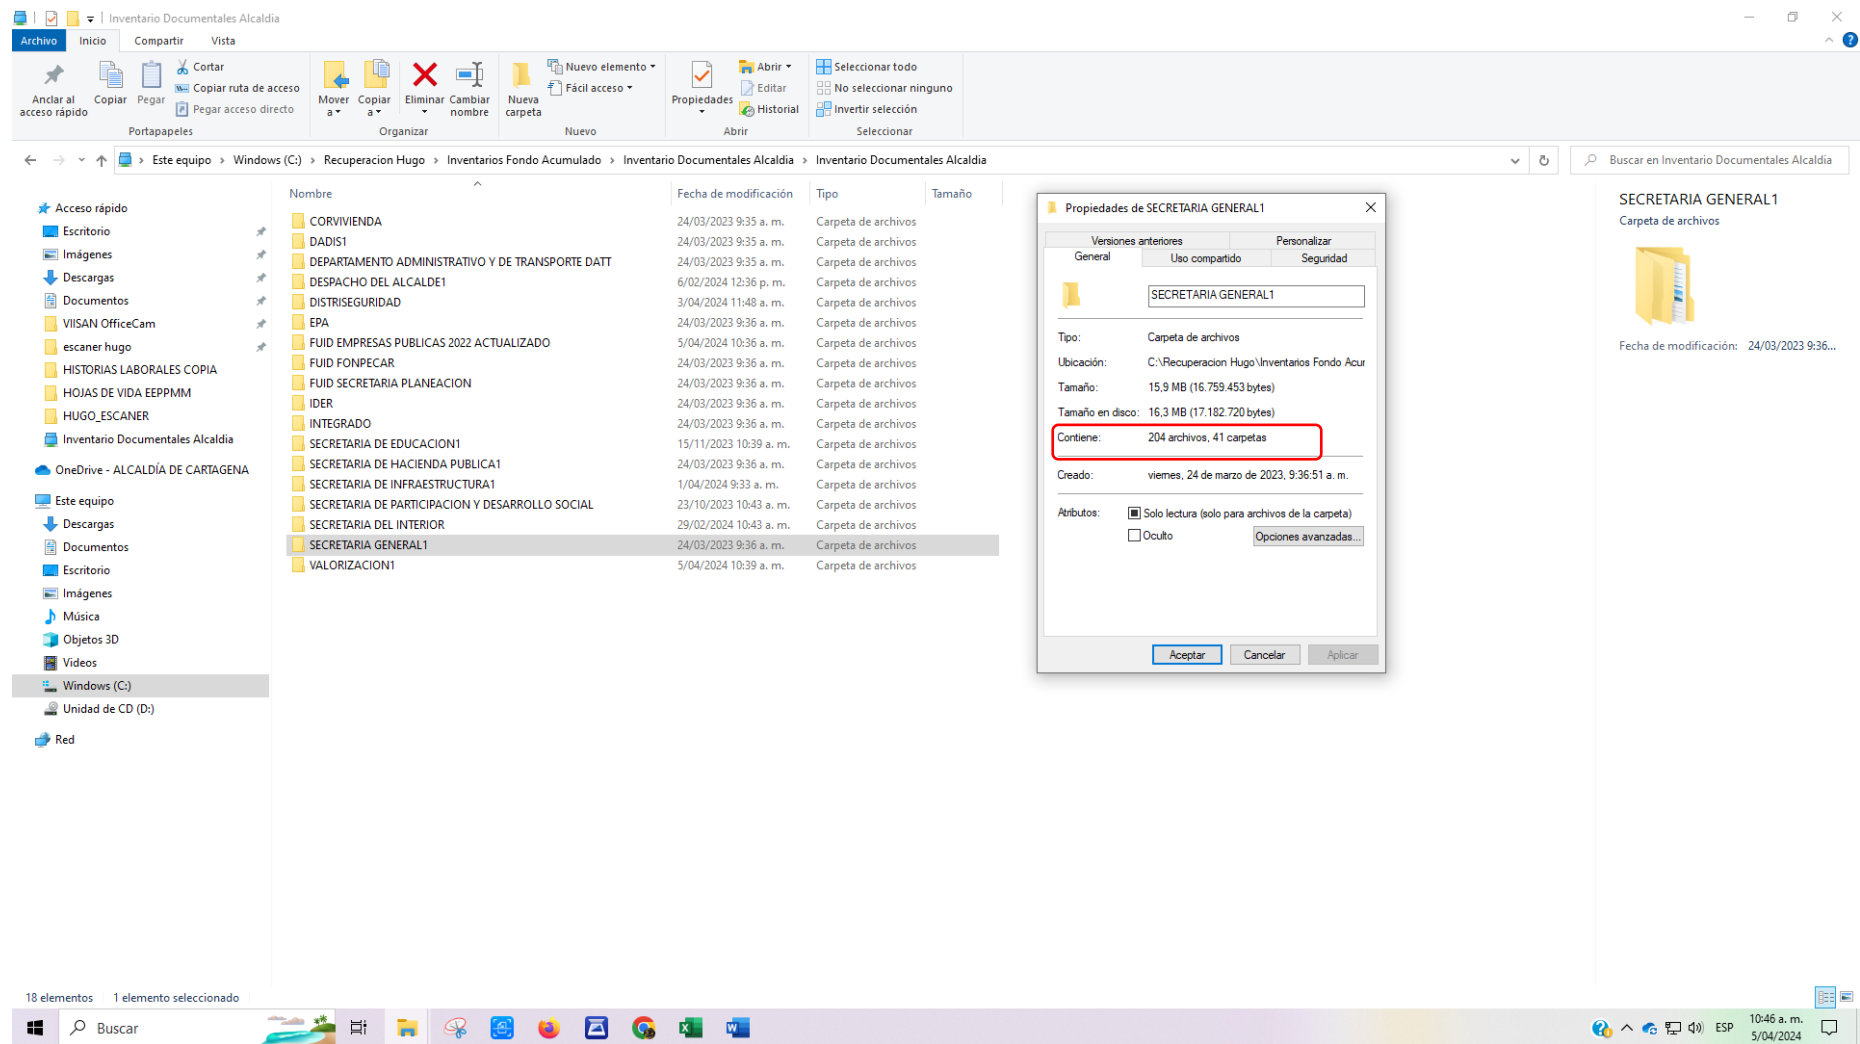 Inventario Documentales Alcaldia
Archivo Inicio Compartir Vista
Anclar al acceso rápido
Copiar
Pegar
Cortar
Copiar ruta de acceso
Pegar acceso directo
Portapapeles
Mover a
Copiar a
Eliminar
Cambiar nombre
Organizar
Nueva carpeta
Nuevo elemento
Fácil acceso
Nuevo
Propiedades
Abrir
Editar
Historial
Abrir
Seleccionar todo
No seleccionar ninguno
Invertir selección
Seleccionar
Este equipo > Windows (C:) > Recuperacion Hugo > Inventarios Fondo Acumulado > Inventario Documentales Alcaldia > Inventario Documentales Alcaldia
Buscar en Inventario Documentales Alcaldia
Acceso rápido
Escritorio
Imágenes
Descargas
Documentos
VIISAN OfficeCam
escaner hugo
HISTORIAS LABORALES COPIA
HOJAS DE VIDA EEPPMM
HUGO_ESCANER
Inventario Documentales Alcaldia
OneDrive - ALCALDÍA DE CARTAGENA
Este equipo
Descargas
Documentos
Escritorio
Imágenes
Música
Objetos 3D
Videos
Windows (C:)
Unidad de CD (D:)
Red
Nombre Fecha de modificación Tipo Tamaño
CORVIVIENDA 24/03/2023 9:35 a. m. Carpeta de archivos
DADIS1 24/03/2023 9:35 a. m. Carpeta de archivos
DEPARTAMENTO ADMINISTRATIVO Y DE TRANSPORTE DATT 24/03/2023 9:35 a. m. Carpeta de archivos
DESPACHO DEL ALCALDE1 6/02/2024 12:36 p. m. Carpeta de archivos
DISTRISEGURIDAD 3/04/2024 11:48 a. m. Carpeta de archivos
EPA 24/03/2023 9:36 a. m. Carpeta de archivos
FUID EMPRESAS PUBLICAS 2022 ACTUALIZADO 5/04/2024 10:36 a. m. Carpeta de archivos
FUID FONPECAR 24/03/2023 9:36 a. m. Carpeta de archivos
FUID SECRETARIA PLANEACION 24/03/2023 9:36 a. m. Carpeta de archivos
IDER 24/03/2023 9:36 a. m. Carpeta de archivos
INTEGRADO 24/03/2023 9:36 a. m. Carpeta de archivos
SECRETARIA DE EDUCACION1 15/11/2023 10:39 a. m. Carpeta de archivos
SECRETARIA DE HACIENDA PUBLICA1 24/03/2023 9:36 a. m. Carpeta de archivos
SECRETARIA DE INFRAESTRUCTURA1 1/04/2024 9:33 a. m. Carpeta de archivos
SECRETARIA DE PARTICIPACION Y DESARROLLO SOCIAL 23/10/2023 10:43 a. m. Carpeta de archivos
SECRETARIA DEL INTERIOR 29/02/2024 10:43 a. m. Carpeta de archivos
SECRETARIA GENERAL1 24/03/2023 9:36 a. m. Carpeta de archivos
VALORIZACION1 5/04/2024 10:39 a. m. Carpeta de archivos
Propiedades de SECRETARIA GENERAL1
Versiones anteriores Personalizar
General Uso compartido Seguridad
SECRETARIA GENERAL1
Tipo: Carpeta de archivos
Ubicación: C:\Recuperacion Hugo\Inventarios Fondo Acur
Tamaño: 15,9 MB (16.759.453 bytes)
Tamaño en disco: 16,3 MB (17.182.720 bytes)
Contiene: 204 archivos, 41 carpetas
Creado: viernes, 24 de marzo de 2023, 9:36:51 a. m.
Atributos: Solo lectura (solo para archivos de la carpeta)
Oculto Opciones avanzadas...
Aceptar Cancelar Aplicar
SECRETARIA GENERAL1
Carpeta de archivos
Fecha de modificación: 24/03/2023 9:36...
18 elementos 1 elemento seleccionado
Buscar
ESP
10:46 a. m.
5/04/2024